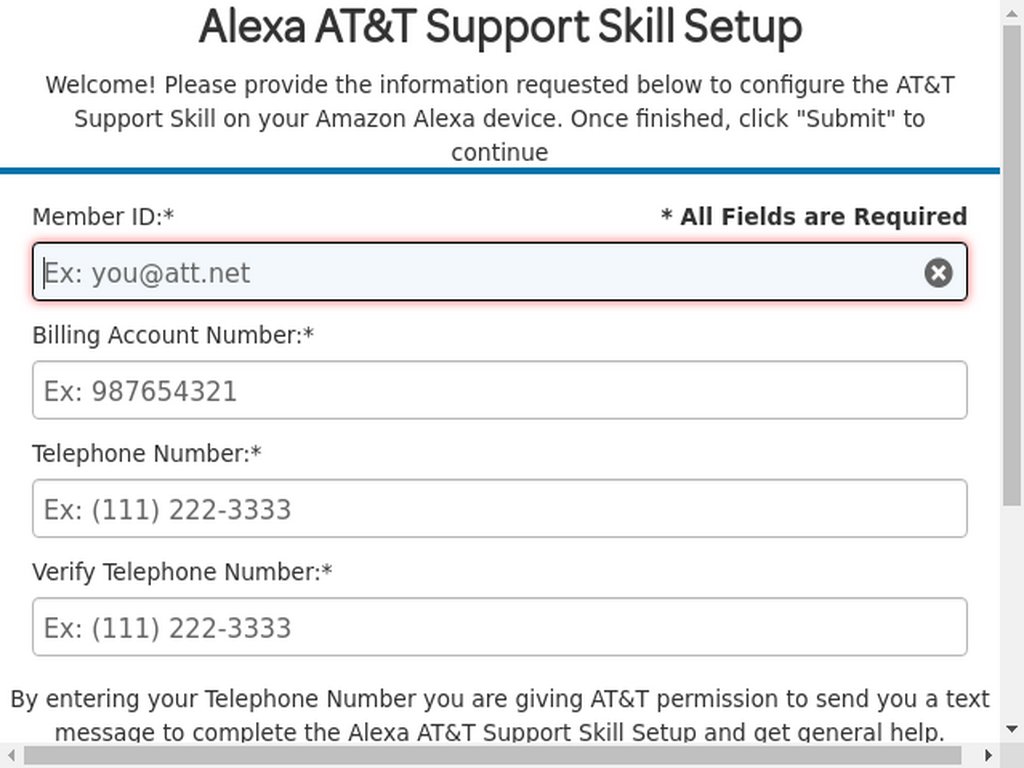 Alexa AT&T Support Skill Setup
Welcome! Please provide the information requested below to configure the AT&T
Support Skill on your Amazon Alexa device. Once finished, click "Submit" to
continue
Member ID:*
* All Fields are Required
Ex: you@att.net
Billing Account Number:*
Ex: 987654321
Telephone Number:*
Ex: (111) 222-3333
Verify Telephone Number:*
Ex: (111) 222-3333
By entering your Telephone Number you are giving AT&T permission to send you a text
message to complete the Alexa AT&T Support Skill Setup and get general help.